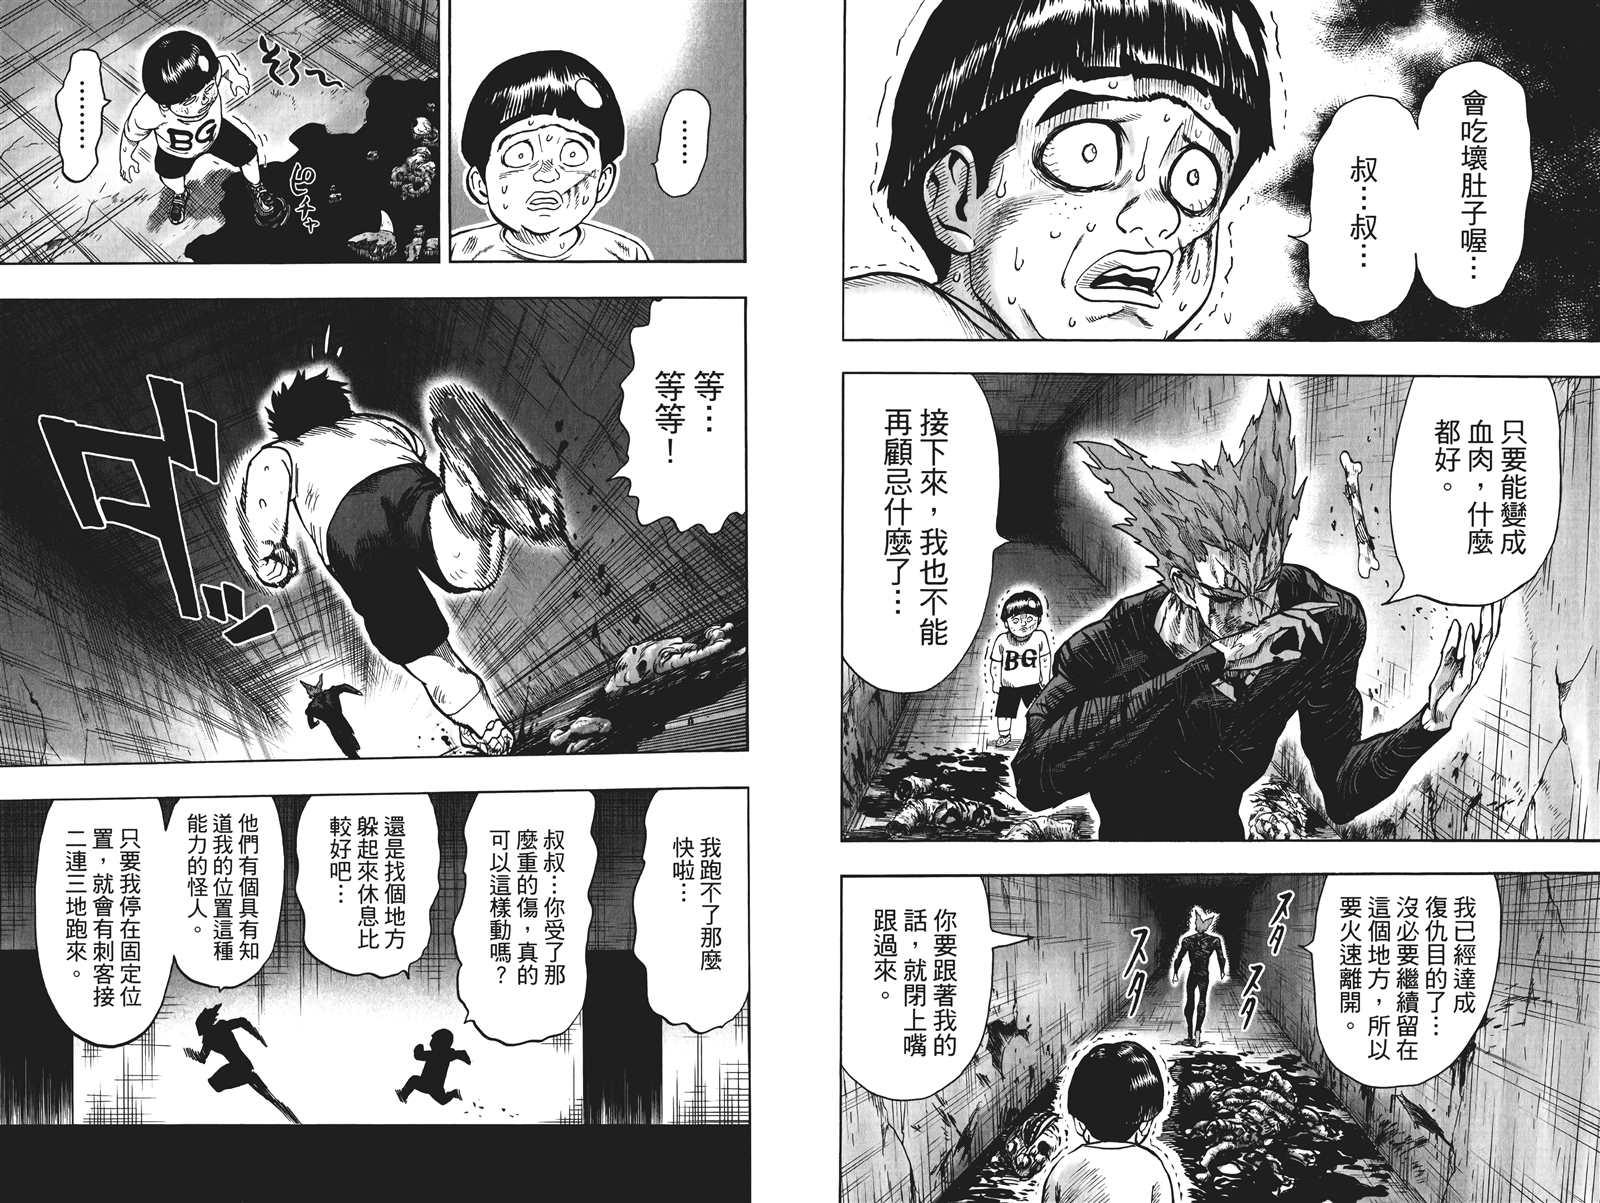 會吃壞肚子喔…
叔…叔…
只要能變成
血肉，什麼
都好。
接下來，我也不能
再顧忌什麼了…
BG
我已經達成
復仇目的了…
沒必要繼續留在
這個地方，所以
要火速離開。
スタ
スタ
スタ
你要跟著我的
話，就閉上嘴
跟過來。
……
………
そろ〜
BG
ピチャ
等…
等等！
ダッ
我跑不了那麼
快啦…
叔叔…你受了那
麼重的傷，真的
可以這樣動嗎？
還是找個地方
躲起來休息比
較好吧…
他們有個具有知
道我的位置這種
能力的怪人。
只要我停在固定位
置，就會有刺客接
二連三地跑來。